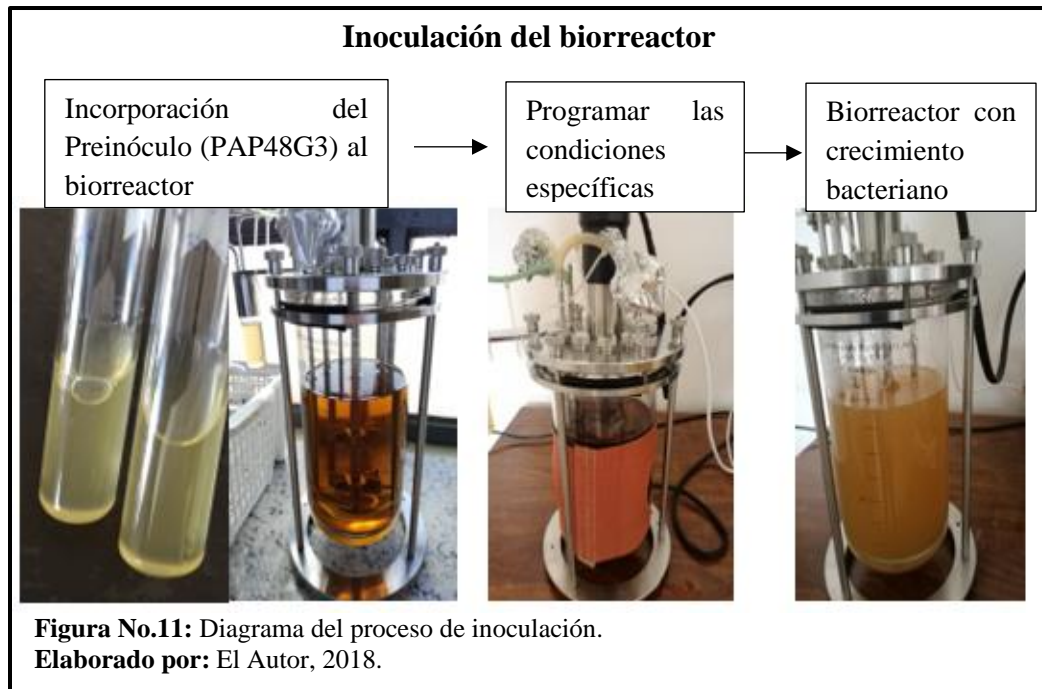 Inoculación del biorreactor
Incorporación del
Preinóculo (PAP48G3) al
biorreactor
Programar las
condiciones
específicas
Biorreactor con
crecimiento
bacteriano
Figura No.11: Diagrama del proceso de inoculación.
Elaborado por: El Autor, 2018.